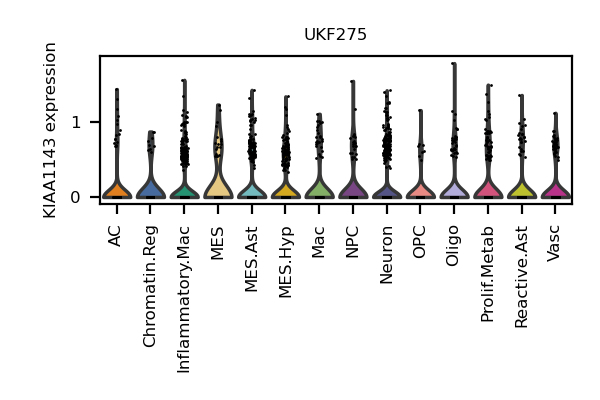 UKF275
KIAA1143 expression
1
0
AC
Chromatin.Reg
Inflammatory.Mac
MES
MES.Ast
MES.Hyp
Mac
NPC
Neuron
OPC
Oligo
Prolif.Metab
Reactive.Ast
Vasc